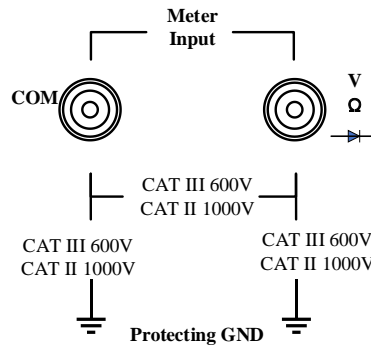 Meter
Input
COM
V
Ω
CAT III 600V
CAT II 1000V
CAT III 600V
CAT II 1000V
CAT III 600V
CAT II 1000V
Protecting GND